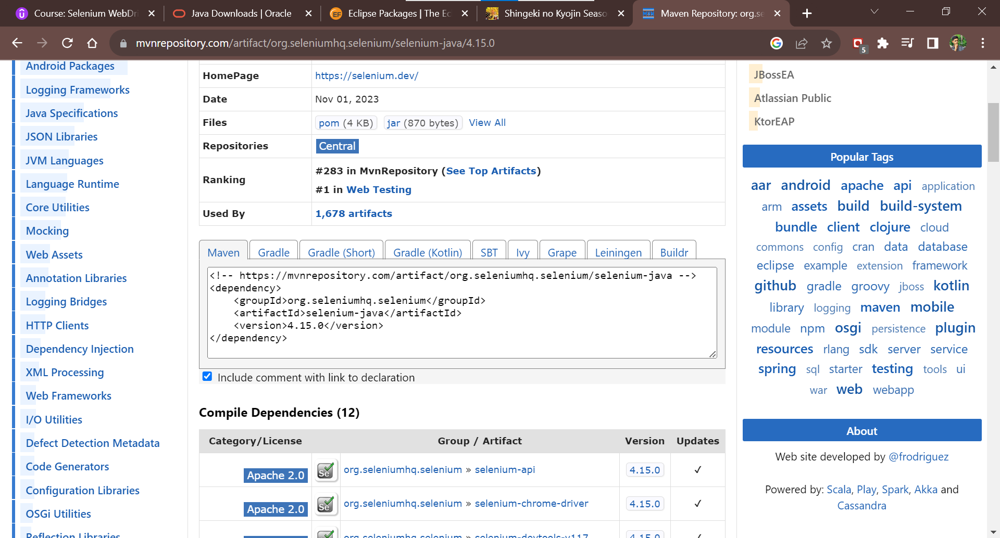 Course: Selenium WebDri
Java Downloads | Oracle
Eclipse Packages | The Ec
Shingeki no Kyojin Seaso
Maven Repository: org.se
mvnrepository.com/artifact/org.seleniumhq.selenium/selenium-java/4.15.0
5
Android Packages
Logging Frameworks
Java Specifications
JSON Libraries
JVM Languages
Language Runtime
Core Utilities
Mocking
Web Assets
Annotation Libraries
Logging Bridges
HTTP Clients
Dependency Injection
XML Processing
Web Frameworks
I/O Utilities
Defect Detection Metadata
Code Generators
Configuration Libraries
OSGi Utilities
Reflection Libraries
HomePage https://selenium.dev/
Date Nov 01, 2023
Files pom (4 KB) jar (870 bytes) View All
Repositories Central
Ranking #283 in MvnRepository (See Top Artifacts)
#1 in Web Testing
Used By 1,678 artifacts
Maven Gradle Gradle (Short) Gradle (Kotlin) SBT Ivy Grape Leiningen Buildr
<!-- https://mvnrepository.com/artifact/org.seleniumhq.selenium/selenium-java -->
<dependency>
    <groupId>org.seleniumhq.selenium</groupId>
    <artifactId>selenium-java</artifactId>
    <version>4.15.0</version>
</dependency>
Include comment with link to declaration
Compile Dependencies (12)
Category/License Group / Artifact Version Updates
Apache 2.0 Se org.seleniumhq.selenium » selenium-api 4.15.0 ✓
Apache 2.0 Se org.seleniumhq.selenium » selenium-chrome-driver 4.15.0 ✓
org.seleniumhq.selenium » selenium-devtools-v117 4.15.0
JBossEA
Atlassian Public
KtorEAP
Popular Tags
aar android apache api application
arm assets build build-system
bundle client clojure cloud
commons config cran data database
eclipse example extension framework
github gradle groovy jboss kotlin
library logging maven mobile
module npm osgi persistence plugin
resources rlang sdk server service
spring sql starter testing tools ui
war web webapp
About
Web site developed by @frodriguez
Powered by: Scala, Play, Spark, Akka and
Cassandra